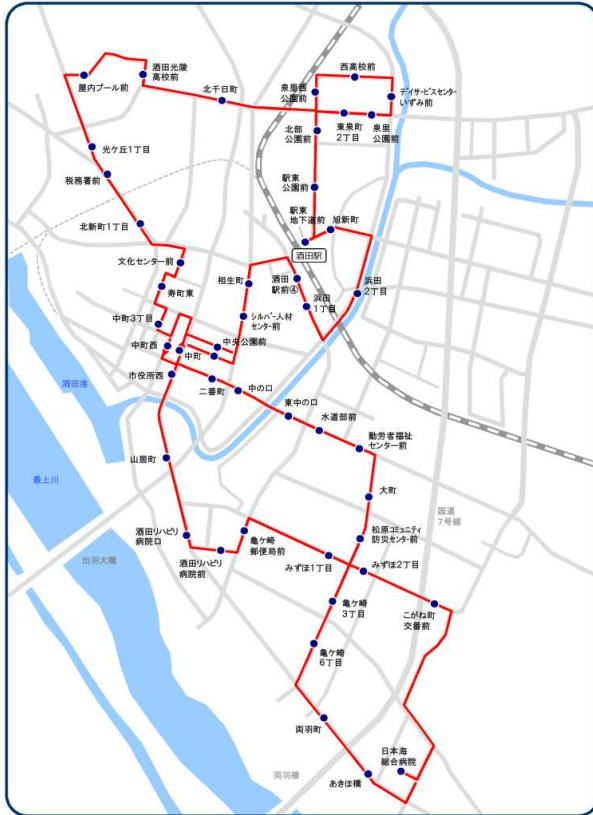 酒田光陵
高校前
屋内プール前
北千日町
西高校前
泉里西
公園前
デイサービスセンター
いずみ前
東泉町
2丁目
泉里
公園前
北部
公園前
光ケ丘1丁目
税務署前
駅東
公園前
駅東
地下道前
旭新町
酒田駅
北新町1丁目
文化センター前
寿町東
相生町
酒田
駅前④
浜田
2丁目
浜田
1丁目
中町3丁目
シルバー人材
センター前
中町西
中町
中央公園前
市役所西
二番町
中の口
東中の口
水道部前
勤労者福祉
センター前
酒田港
山居町
最上川
大町
国道
7号線
松原コミュニティ
防災センター前
酒田リハビリ
病院口
亀ケ崎
郵便局前
出羽大橋
酒田リハビリ
病院前
みずほ1丁目
みずほ2丁目
亀ケ崎
3丁目
こがね町
交番前
亀ケ崎
6丁目
両羽町
日本海
総合病院
両羽橋
あきほ橋